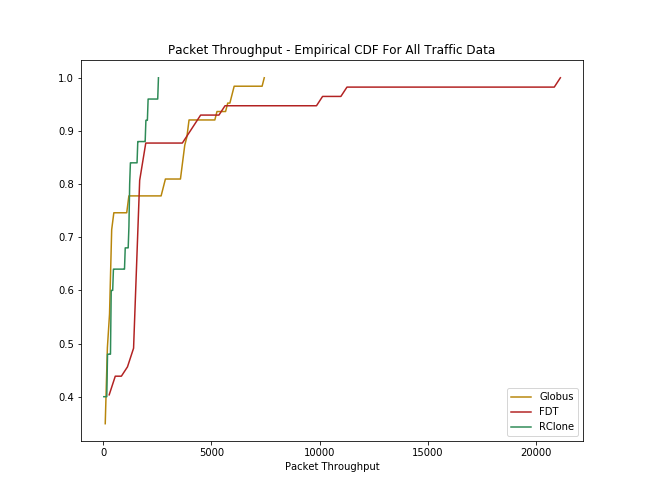 Packet Throughput - Empirical CDF For All Traffic Data
1.0
0.9
0.8
0.7
0.6
0.5
0.4
Globus
FDT
RClone
0 5000 10000 15000 20000
Packet Throughput